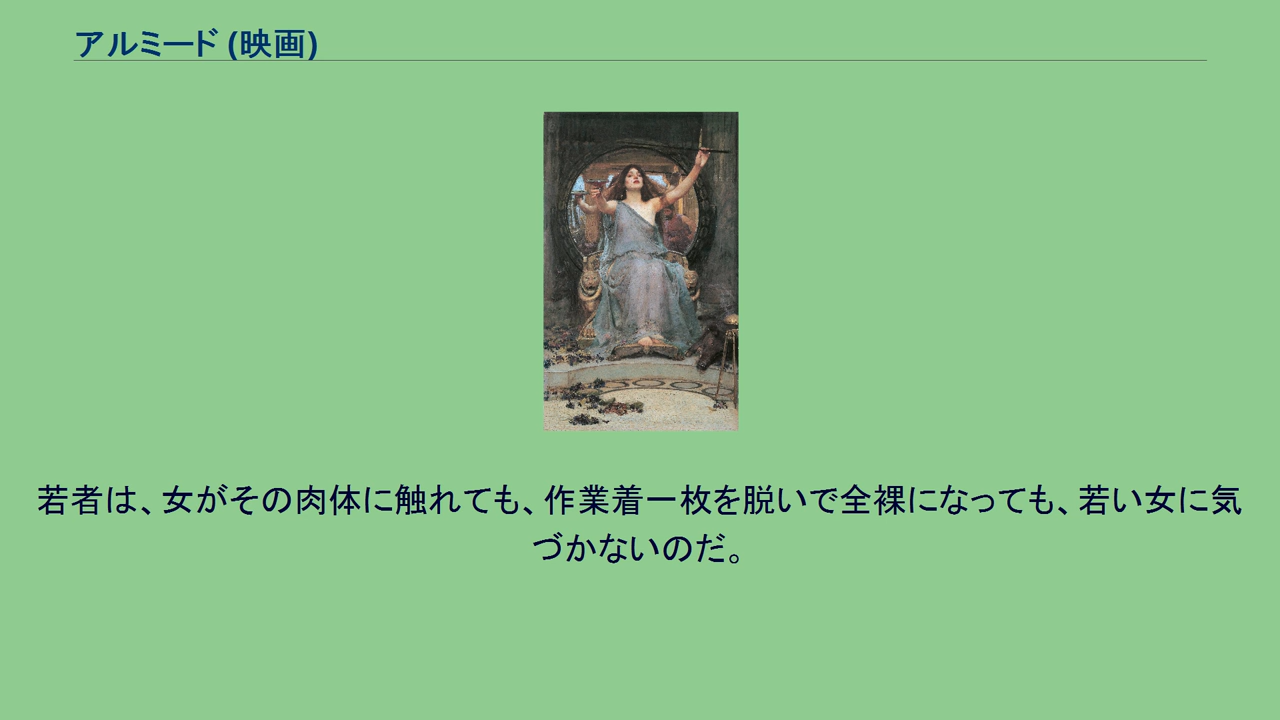 アルミード (映画)
若者は、女がその肉体に触れても、作業着一枚を脱いで全裸になっても、若い女に気
づかないのだ。